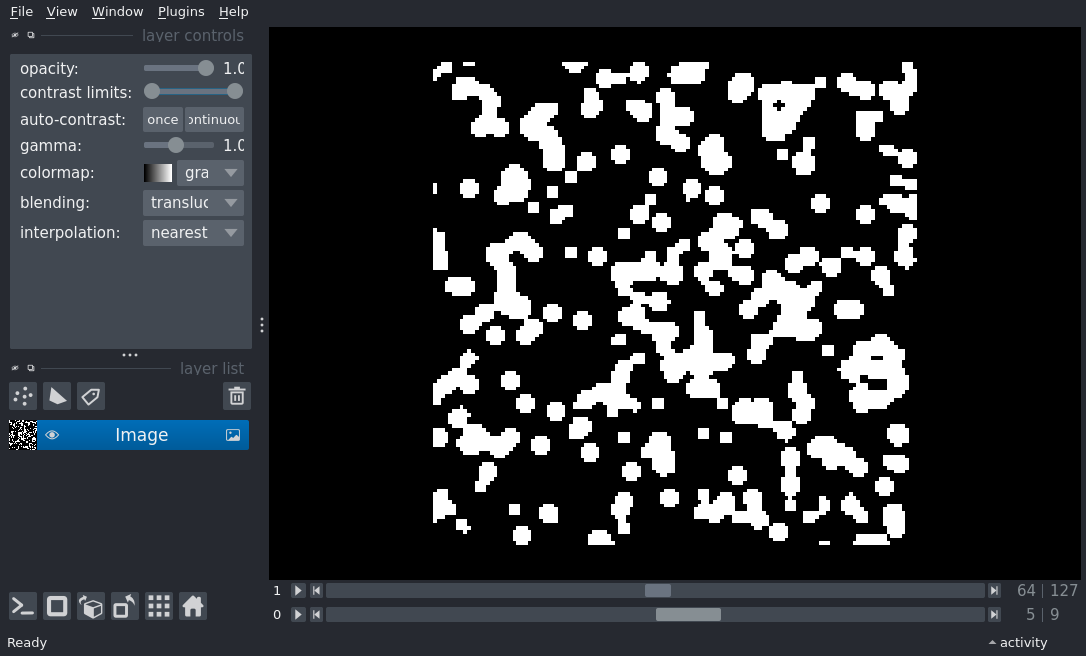 File View Window Plugins Help
layer controls
opacity: 1.0
contrast limits:
auto-contrast: once ontinuou
gamma: 1.0
colormap: gra
blending: transluc
interpolation: nearest
layer list
Image
1 64 | 127
0 5 | 9
Ready activity